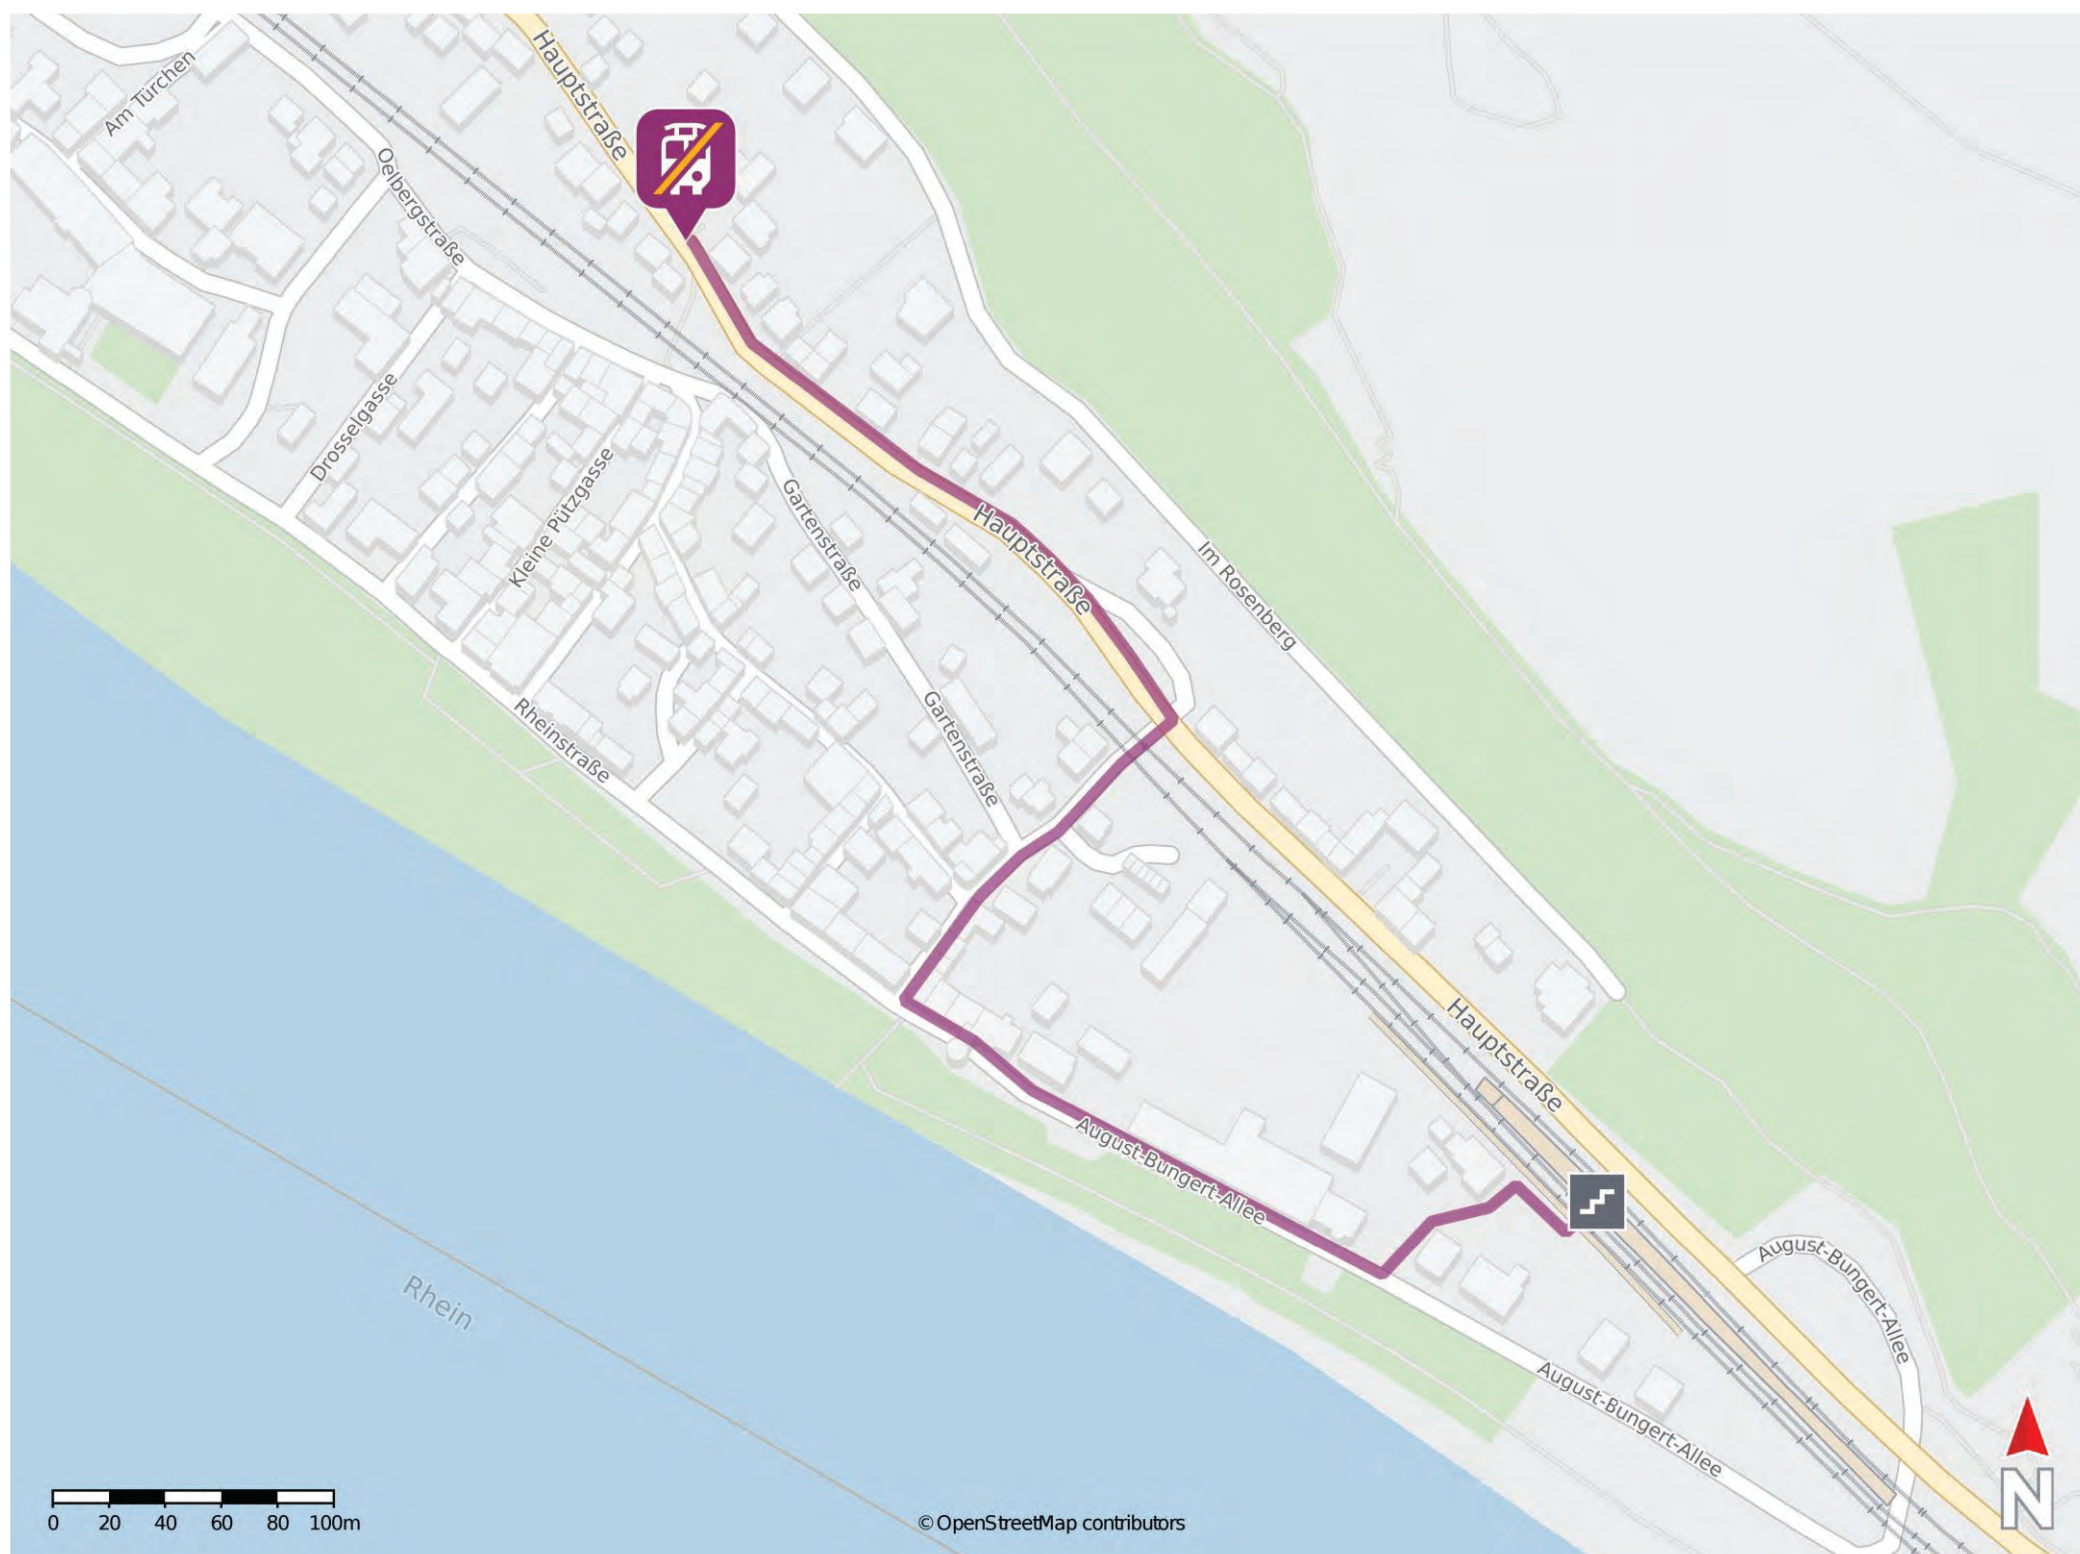 Hauptstraße
Am Türchen
Oelbergstraße
Drosselgasse
Kleine Pützgasse
Gartenstraße
Hauptstraße
Im Rosenberg
Gartenstraße
Rheinstraße
Hauptstraße
August-Bungert-Allee
August-Bungert-Allee
Rhein
August-Bungert-Allee
N
0 20 40 60 80 100m
© OpenStreetMap contributors